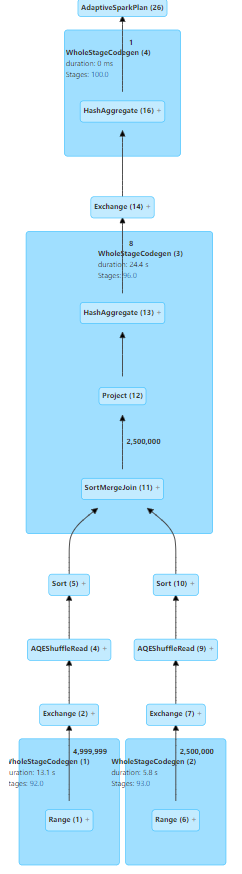 AdaptiveSparkPlan (26)
1
WholeStageCodegen (4)
duration: 0 ms
Stages: 100.0
HashAggregate (16) +
Exchange (14) +
8
WholeStageCodegen (3)
duration: 24.4 s
Stages: 96.0
HashAggregate (13) +
Project (12)
2,500,000
SortMergeJoin (11) +
Sort (5) +
Sort (10) +
AQEShuffleRead (4) +
AQEShuffleRead (9) +
Exchange (2) +
Exchange (7) +
4,999,999
holeStageCodegen (1)
uration: 13.1 s
tages: 92.0
2,500,000
WholeStageCodegen (2)
duration: 5.8 s
Stages: 93.0
Range (1) +
Range (6) +